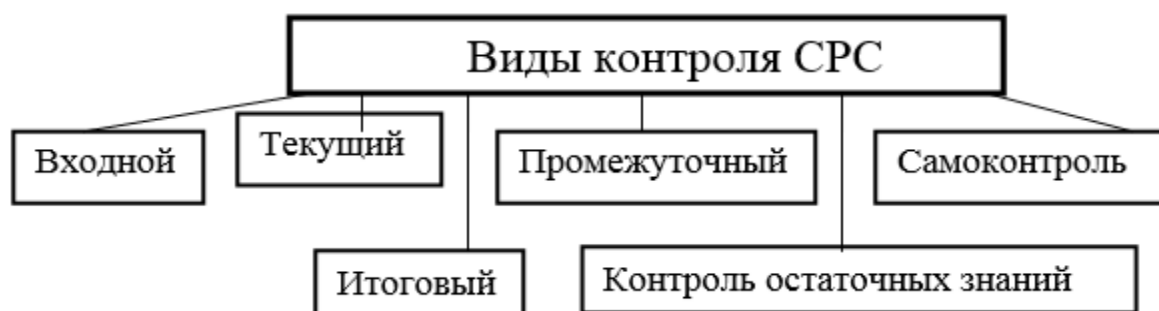 Виды контроля СРС
Входной
Текущий
Промежуточный
Самоконтроль
Итоговый
Контроль остаточных знаний